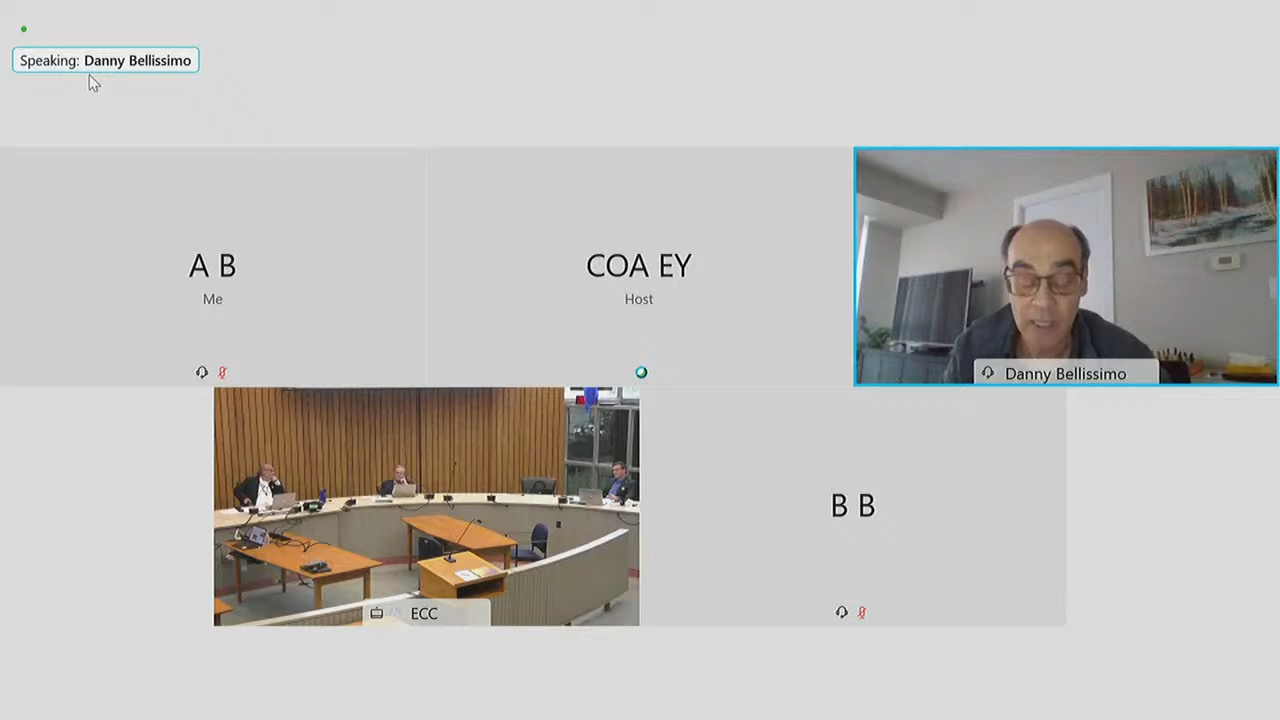 Speaking: Danny Bellissimo
A B
Me
COA EY
Host
Danny Bellissimo
ECC
B B